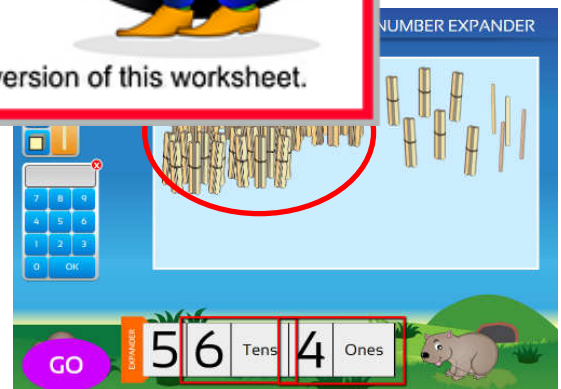 NUMBER EXPANDER
version of this worksheet.
7 8 9
4 5 6
1 2 3
0 OK
EXPANDER
5 6 Tens 4 Ones
GO